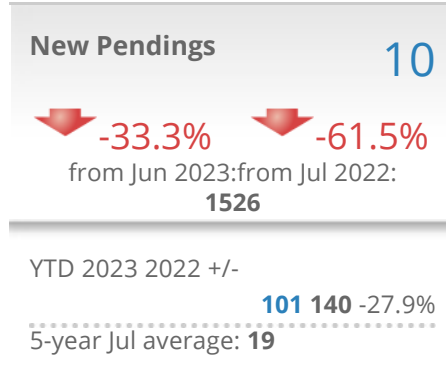 New Pendings
10
-33.3% -61.5%
from Jun 2023:from Jul 2022:
1526
YTD 2023 2022 +/-
101 140 -27.9%
5-year Jul average: 19